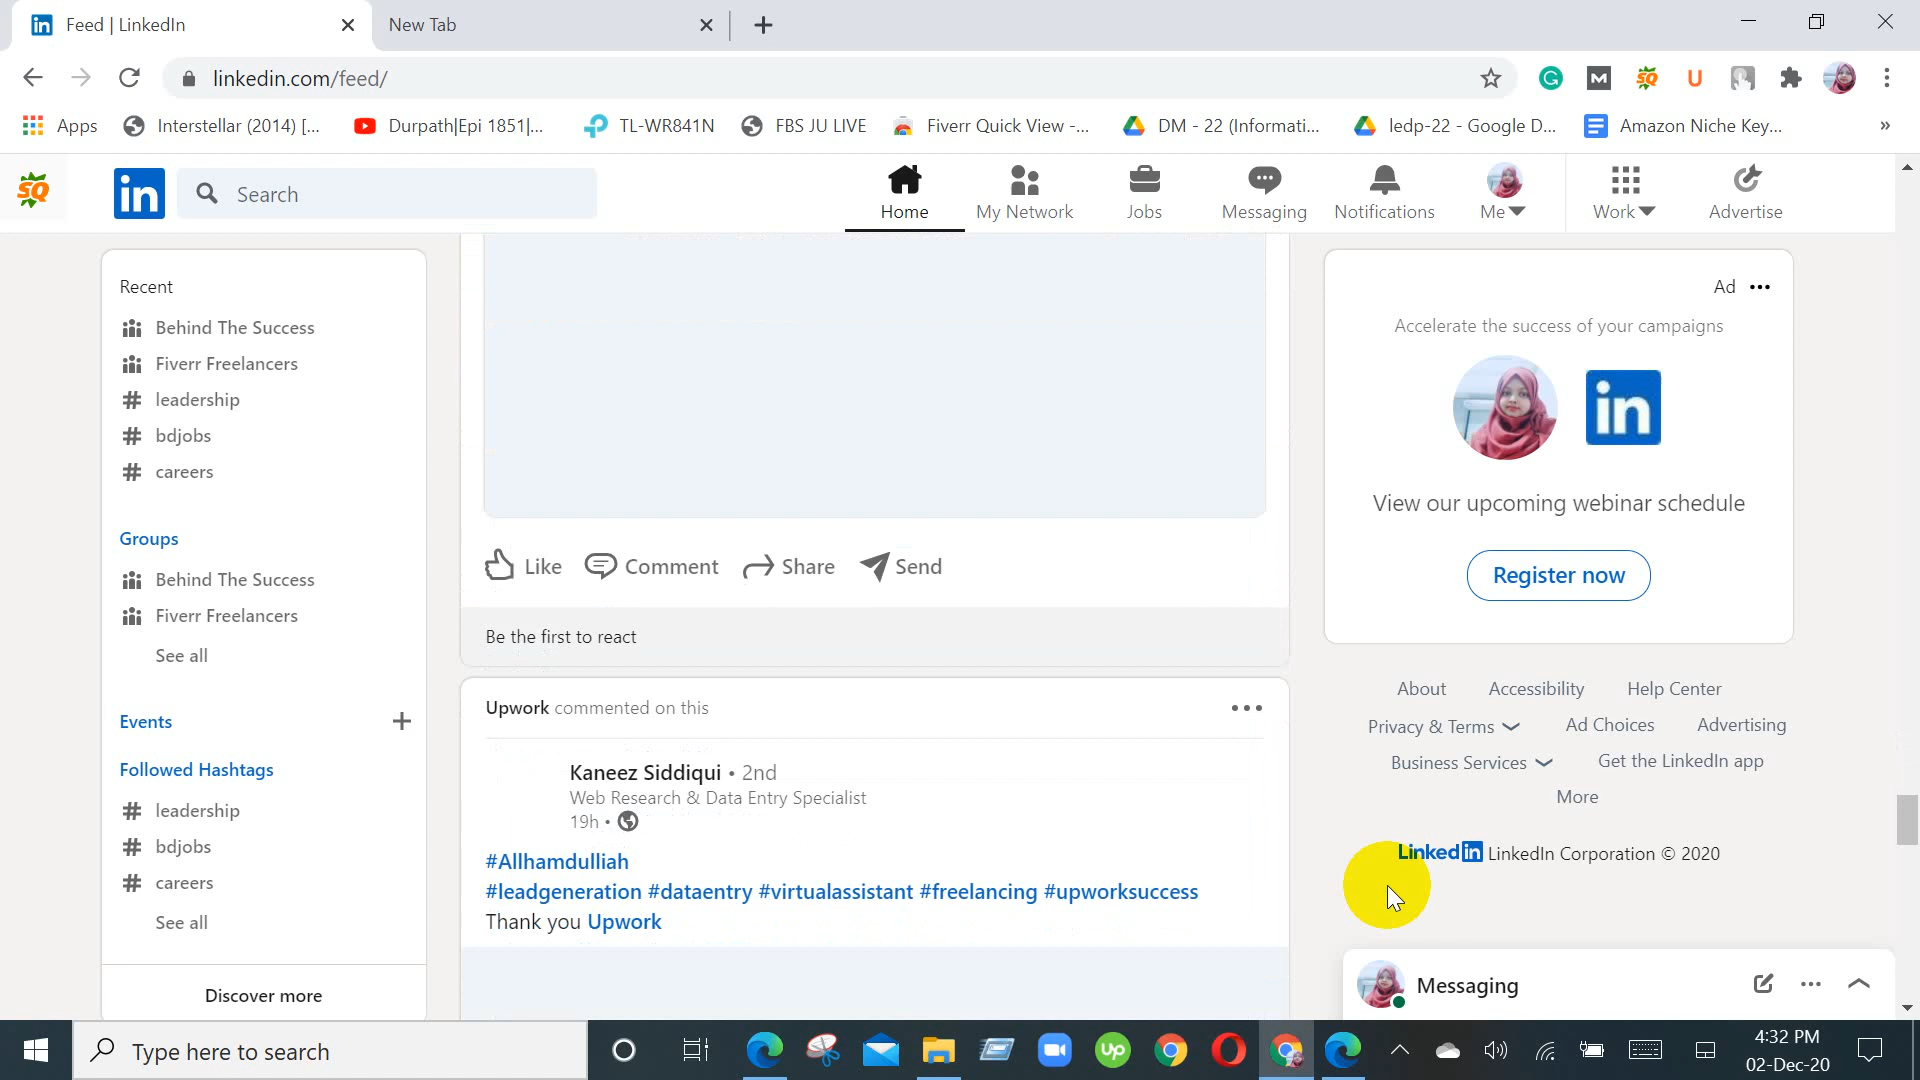 Feed | LinkedIn
New Tab
linkedin.com/feed/
Apps
Interstellar (2014) [...
Durpath|Epi 1851|...
TL-WR841N
FBS JU LIVE
Fiverr Quick View -...
DM - 22 (Informati...
ledp-22 - Google D...
Amazon Niche Key...
»
SQ
in
Search
Home
My Network
Jobs
Messaging
Notifications
Me
Work
Advertise
Recent
Behind The Success
Fiverr Freelancers
# leadership
# bdjobs
# careers
Groups
Behind The Success
Fiverr Freelancers
See all
Events +
Followed Hashtags
# leadership
# bdjobs
# careers
See all
Discover more
Like
Comment
Share
Send
Be the first to react
Upwork commented on this
Kaneez Siddiqui • 2nd
Web Research & Data Entry Specialist
19h •
#Allhamdulliah
#leadgeneration #dataentry #virtualassistant #freelancing #upworksuccess
Thank you Upwork
Ad
Accelerate the success of your campaigns
in
View our upcoming webinar schedule
Register now
About Accessibility Help Center
Privacy & Terms Ad Choices Advertising
Business Services Get the LinkedIn app
More
LinkedIn LinkedIn Corporation © 2020
Messaging
Type here to search
up
4:32 PM
02-Dec-20